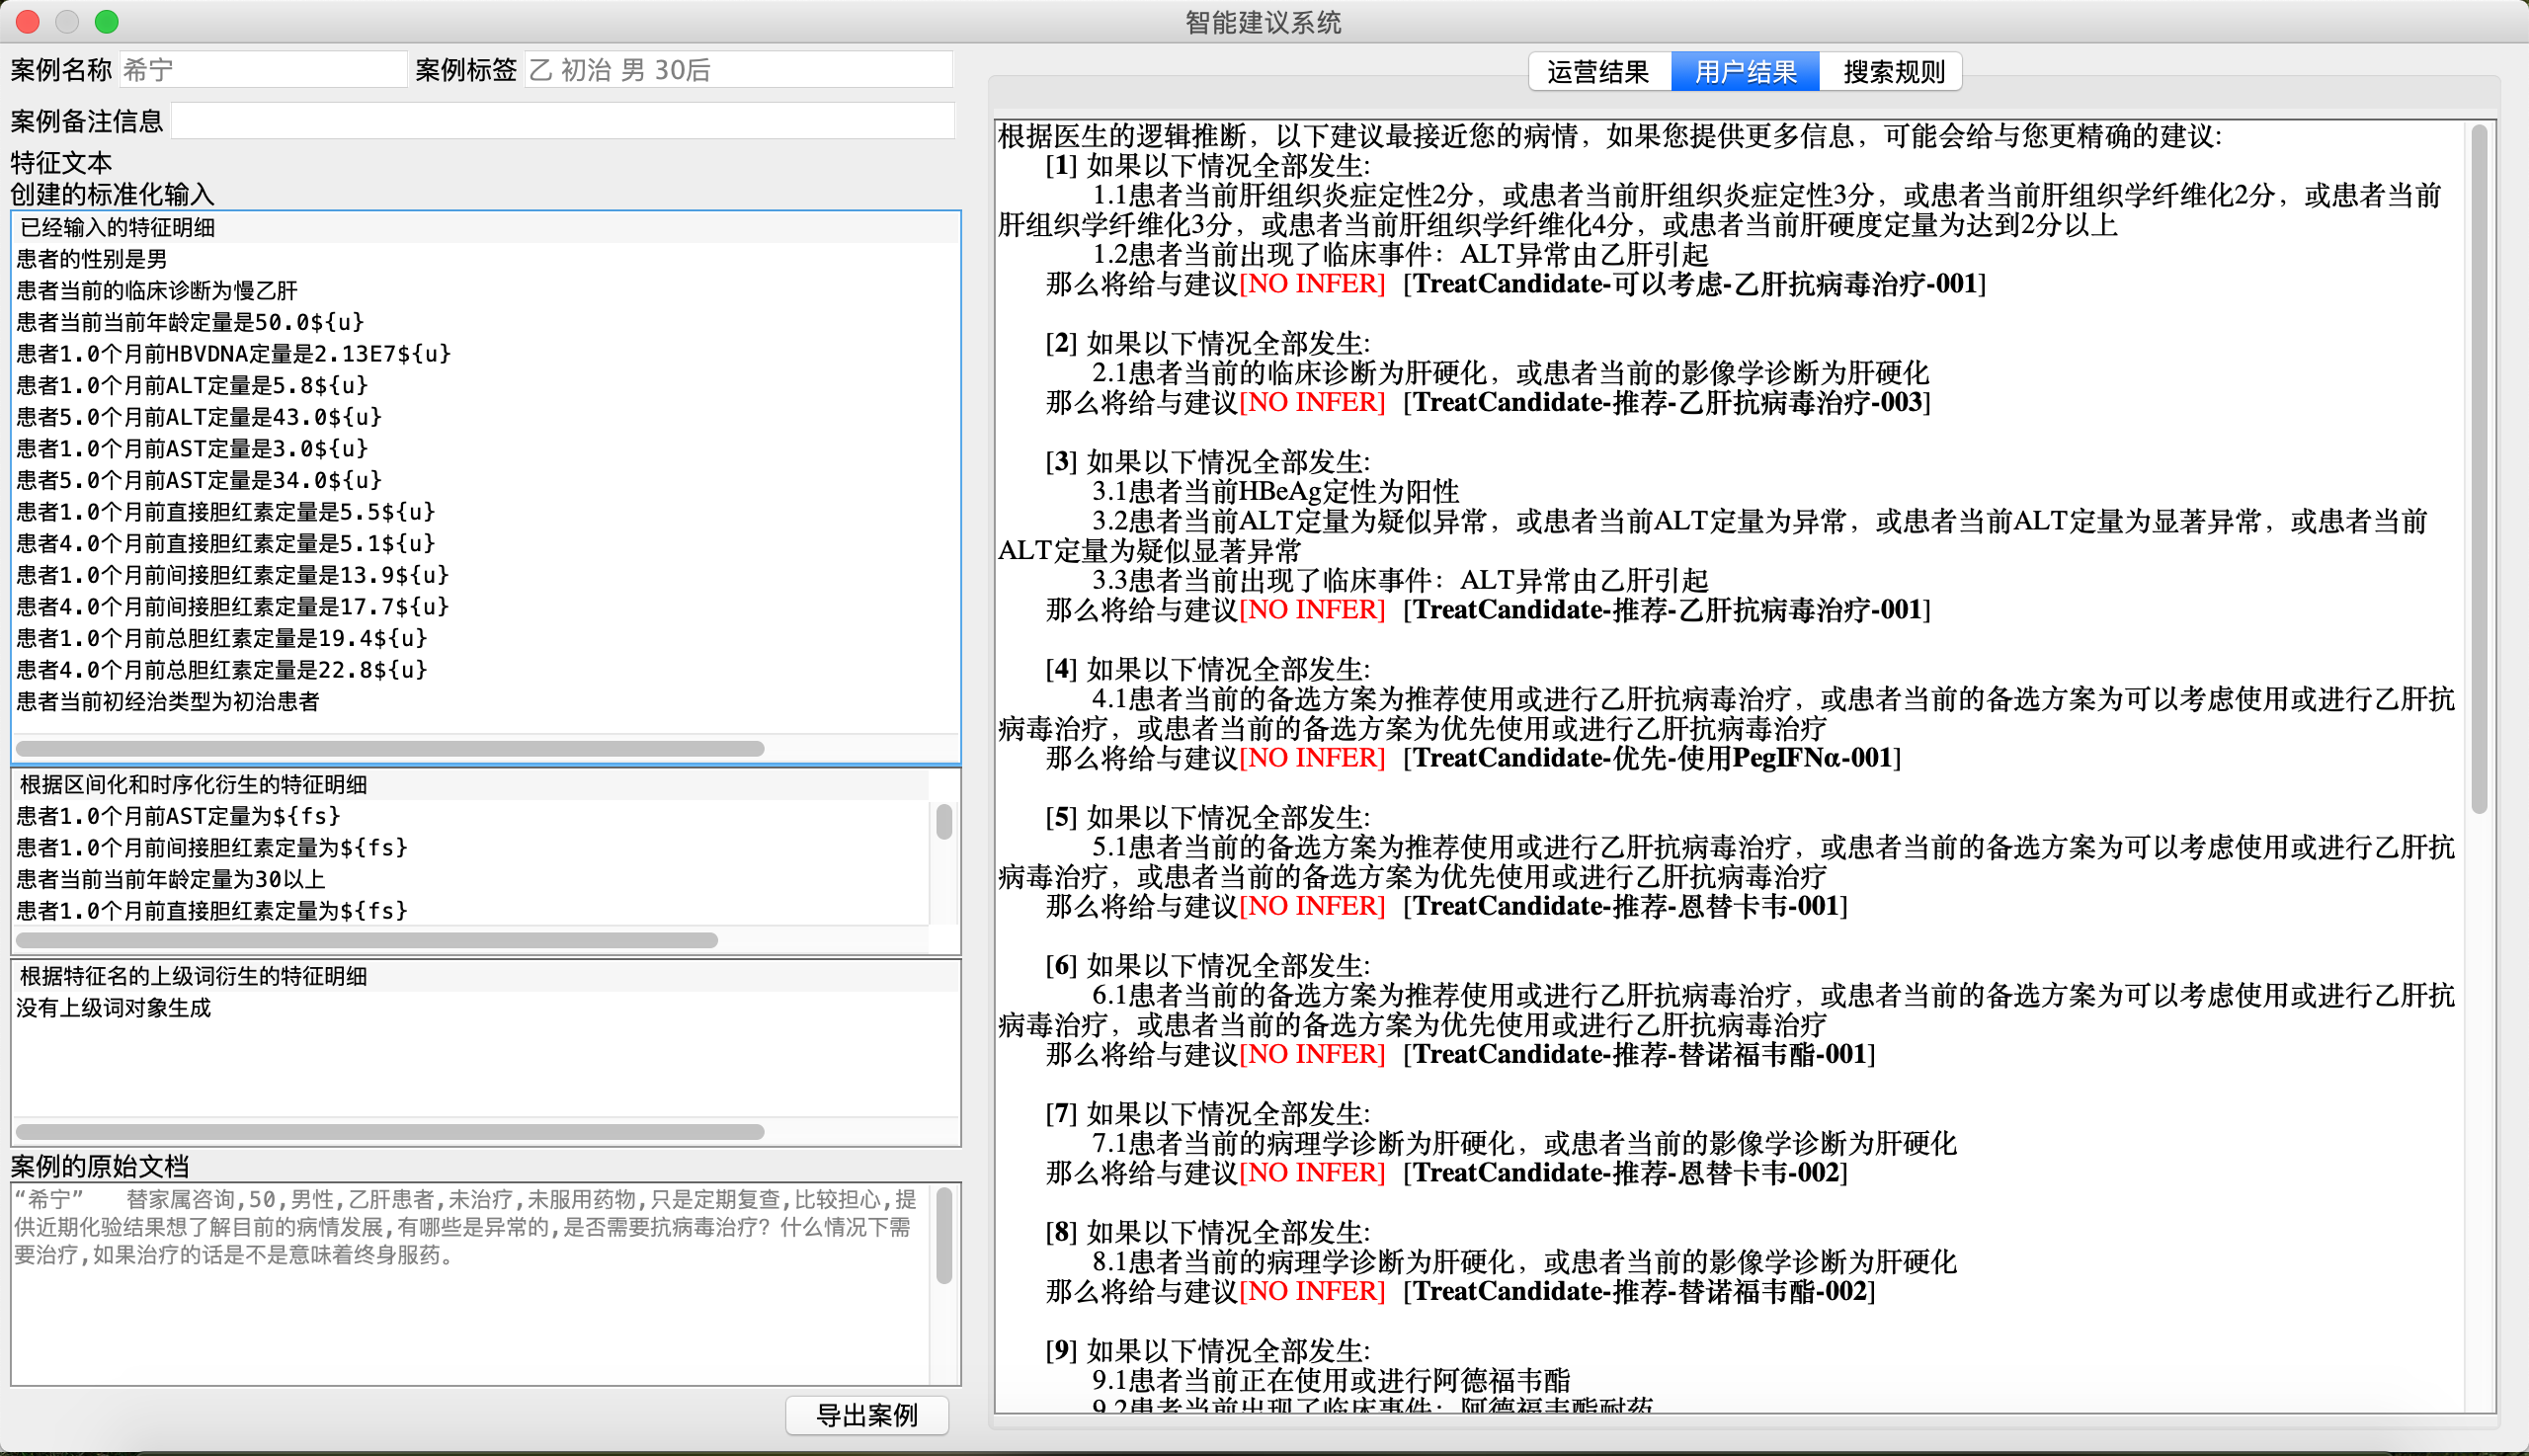 智能建议系统
案例名称 希宁 案例标签 乙 初治 男 30后
案例备注信息
特征文本
创建的标准化输入
已经输入的特征明细
患者的性别是男
患者当前的临床诊断为慢乙肝
患者当前当前年龄定量是50.0${u}
患者1.0个月前HBVDNA定量是2.13E7${u}
患者1.0个月前ALT定量是5.8${u}
患者5.0个月前ALT定量是43.0${u}
患者1.0个月前AST定量是3.0${u}
患者5.0个月前AST定量是34.0${u}
患者1.0个月前直接胆红素定量是5.5${u}
患者4.0个月前直接胆红素定量是5.1${u}
患者1.0个月前间接胆红素定量是13.9${u}
患者4.0个月前间接胆红素定量是17.7${u}
患者1.0个月前总胆红素定量是19.4${u}
患者4.0个月前总胆红素定量是22.8${u}
患者当前初经治类型为初治患者
根据区间化和时序化衍生的特征明细
患者1.0个月前AST定量为${fs}
患者1.0个月前间接胆红素定量为${fs}
患者当前当前年龄定量为30以上
患者1.0个月前直接胆红素定量为${fs}
根据特征名的上级词衍生的特征明细
没有上级词对象生成
案例的原始文档
“希宁” 替家属咨询,50,男性,乙肝患者,未治疗,未服用药物,只是定期复查,比较担心,提
供近期化验结果想了解目前的病情发展,有哪些是异常的,是否需要抗病毒治疗？什么情况下需
要治疗,如果治疗的话是不是意味着终身服药。
导出案例
运营结果 用户结果 搜索规则
根据医生的逻辑推断，以下建议最接近您的病情，如果您提供更多信息，可能会给与您更精确的建议:
[1] 如果以下情况全部发生:
1.1患者当前肝组织炎症定性2分，或患者当前肝组织炎症定性3分，或患者当前肝组织学纤维化2分，或患者当前
肝组织学纤维化3分，或患者当前肝组织学纤维化4分，或患者当前肝硬度定量为达到2分以上
1.2患者当前出现了临床事件：ALT异常由乙肝引起
那么将给与建议[NO INFER] [TreatCandidate-可以考虑-乙肝抗病毒治疗-001]
[2] 如果以下情况全部发生:
2.1患者当前的临床诊断为肝硬化，或患者当前的影像学诊断为肝硬化
那么将给与建议[NO INFER] [TreatCandidate-推荐-乙肝抗病毒治疗-003]
[3] 如果以下情况全部发生:
3.1患者当前HBeAg定性为阳性
3.2患者当前ALT定量为疑似异常，或患者当前ALT定量为异常，或患者当前ALT定量为显著异常，或患者当前
ALT定量为疑似显著异常
3.3患者当前出现了临床事件：ALT异常由乙肝引起
那么将给与建议[NO INFER] [TreatCandidate-推荐-乙肝抗病毒治疗-001]
[4] 如果以下情况全部发生:
4.1患者当前的备选方案为推荐使用或进行乙肝抗病毒治疗，或患者当前的备选方案为可以考虑使用或进行乙肝抗
病毒治疗，或患者当前的备选方案为优先使用或进行乙肝抗病毒治疗
那么将给与建议[NO INFER] [TreatCandidate-优先-使用PegIFNα-001]
[5] 如果以下情况全部发生:
5.1患者当前的备选方案为推荐使用或进行乙肝抗病毒治疗，或患者当前的备选方案为可以考虑使用或进行乙肝抗
病毒治疗，或患者当前的备选方案为优先使用或进行乙肝抗病毒治疗
那么将给与建议[NO INFER] [TreatCandidate-推荐-恩替卡韦-001]
[6] 如果以下情况全部发生:
6.1患者当前的备选方案为推荐使用或进行乙肝抗病毒治疗，或患者当前的备选方案为可以考虑使用或进行乙肝抗
病毒治疗，或患者当前的备选方案为优先使用或进行乙肝抗病毒治疗
那么将给与建议[NO INFER] [TreatCandidate-推荐-替诺福韦酯-001]
[7] 如果以下情况全部发生:
7.1患者当前的病理学诊断为肝硬化，或患者当前的影像学诊断为肝硬化
那么将给与建议[NO INFER] [TreatCandidate-推荐-恩替卡韦-002]
[8] 如果以下情况全部发生:
8.1患者当前的病理学诊断为肝硬化，或患者当前的影像学诊断为肝硬化
那么将给与建议[NO INFER] [TreatCandidate-推荐-替诺福韦酯-002]
[9] 如果以下情况全部发生:
9.1患者当前正在使用或进行阿德福韦酯
9.2患者当前出现了临床事件：阿德福韦酯耐药